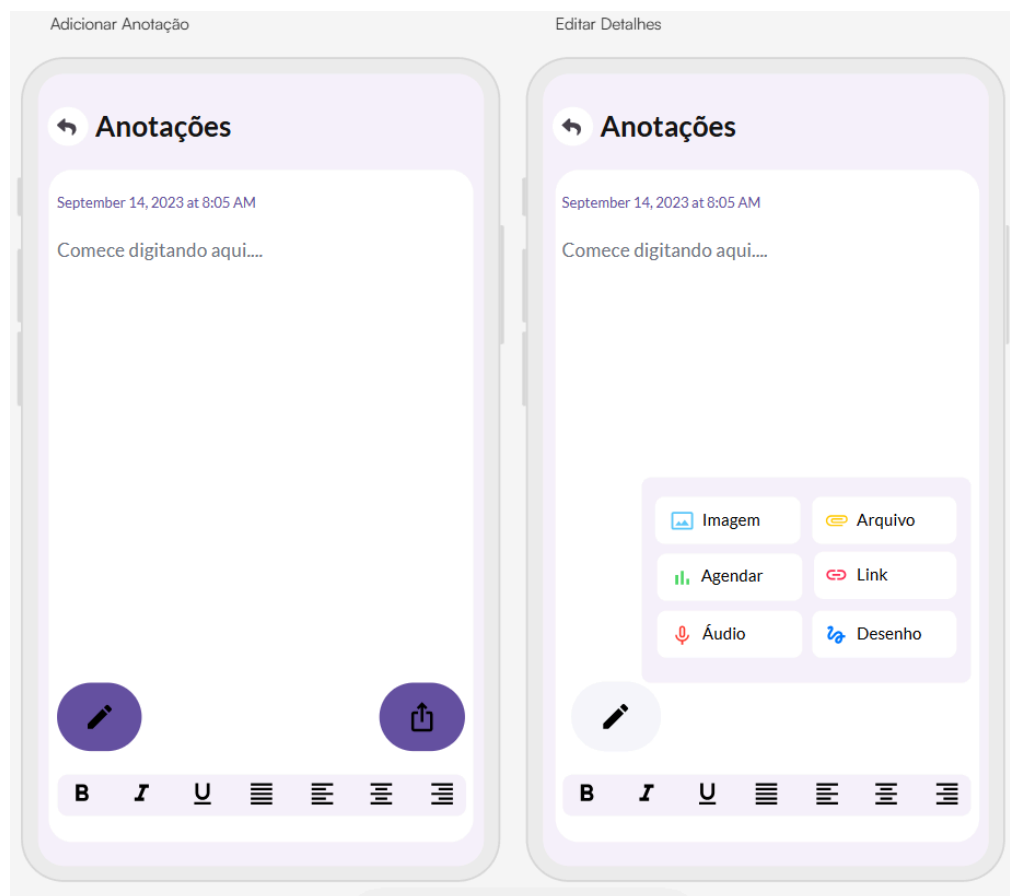 Adicionar Anotação
Anotações
September 14, 2023 at 8:05 AM
Comece digitando aqui....
B I U
Editar Detalhes
Anotações
September 14, 2023 at 8:05 AM
Comece digitando aqui....
Imagem
Arquivo
Agendar
Link
Áudio
Desenho
B I U